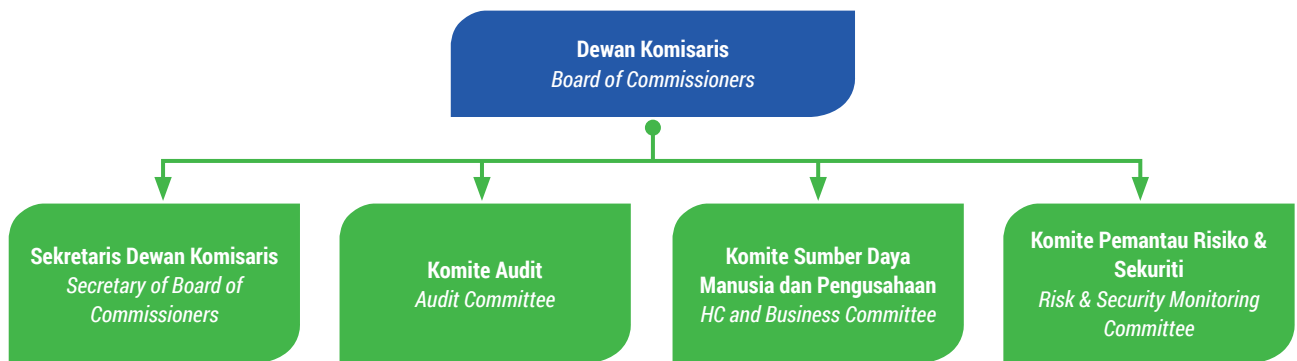 Dewan Komisaris
Board of Commissioners
Sekretaris Dewan Komisaris
Secretary of Board of
Commissioners
Komite Audit
Audit Committee
Komite Sumber Daya
Manusia dan Pengusahaan
HC and Business Committee
Komite Pemantau Risiko &
Sekuriti
Risk & Security Monitoring
Committee